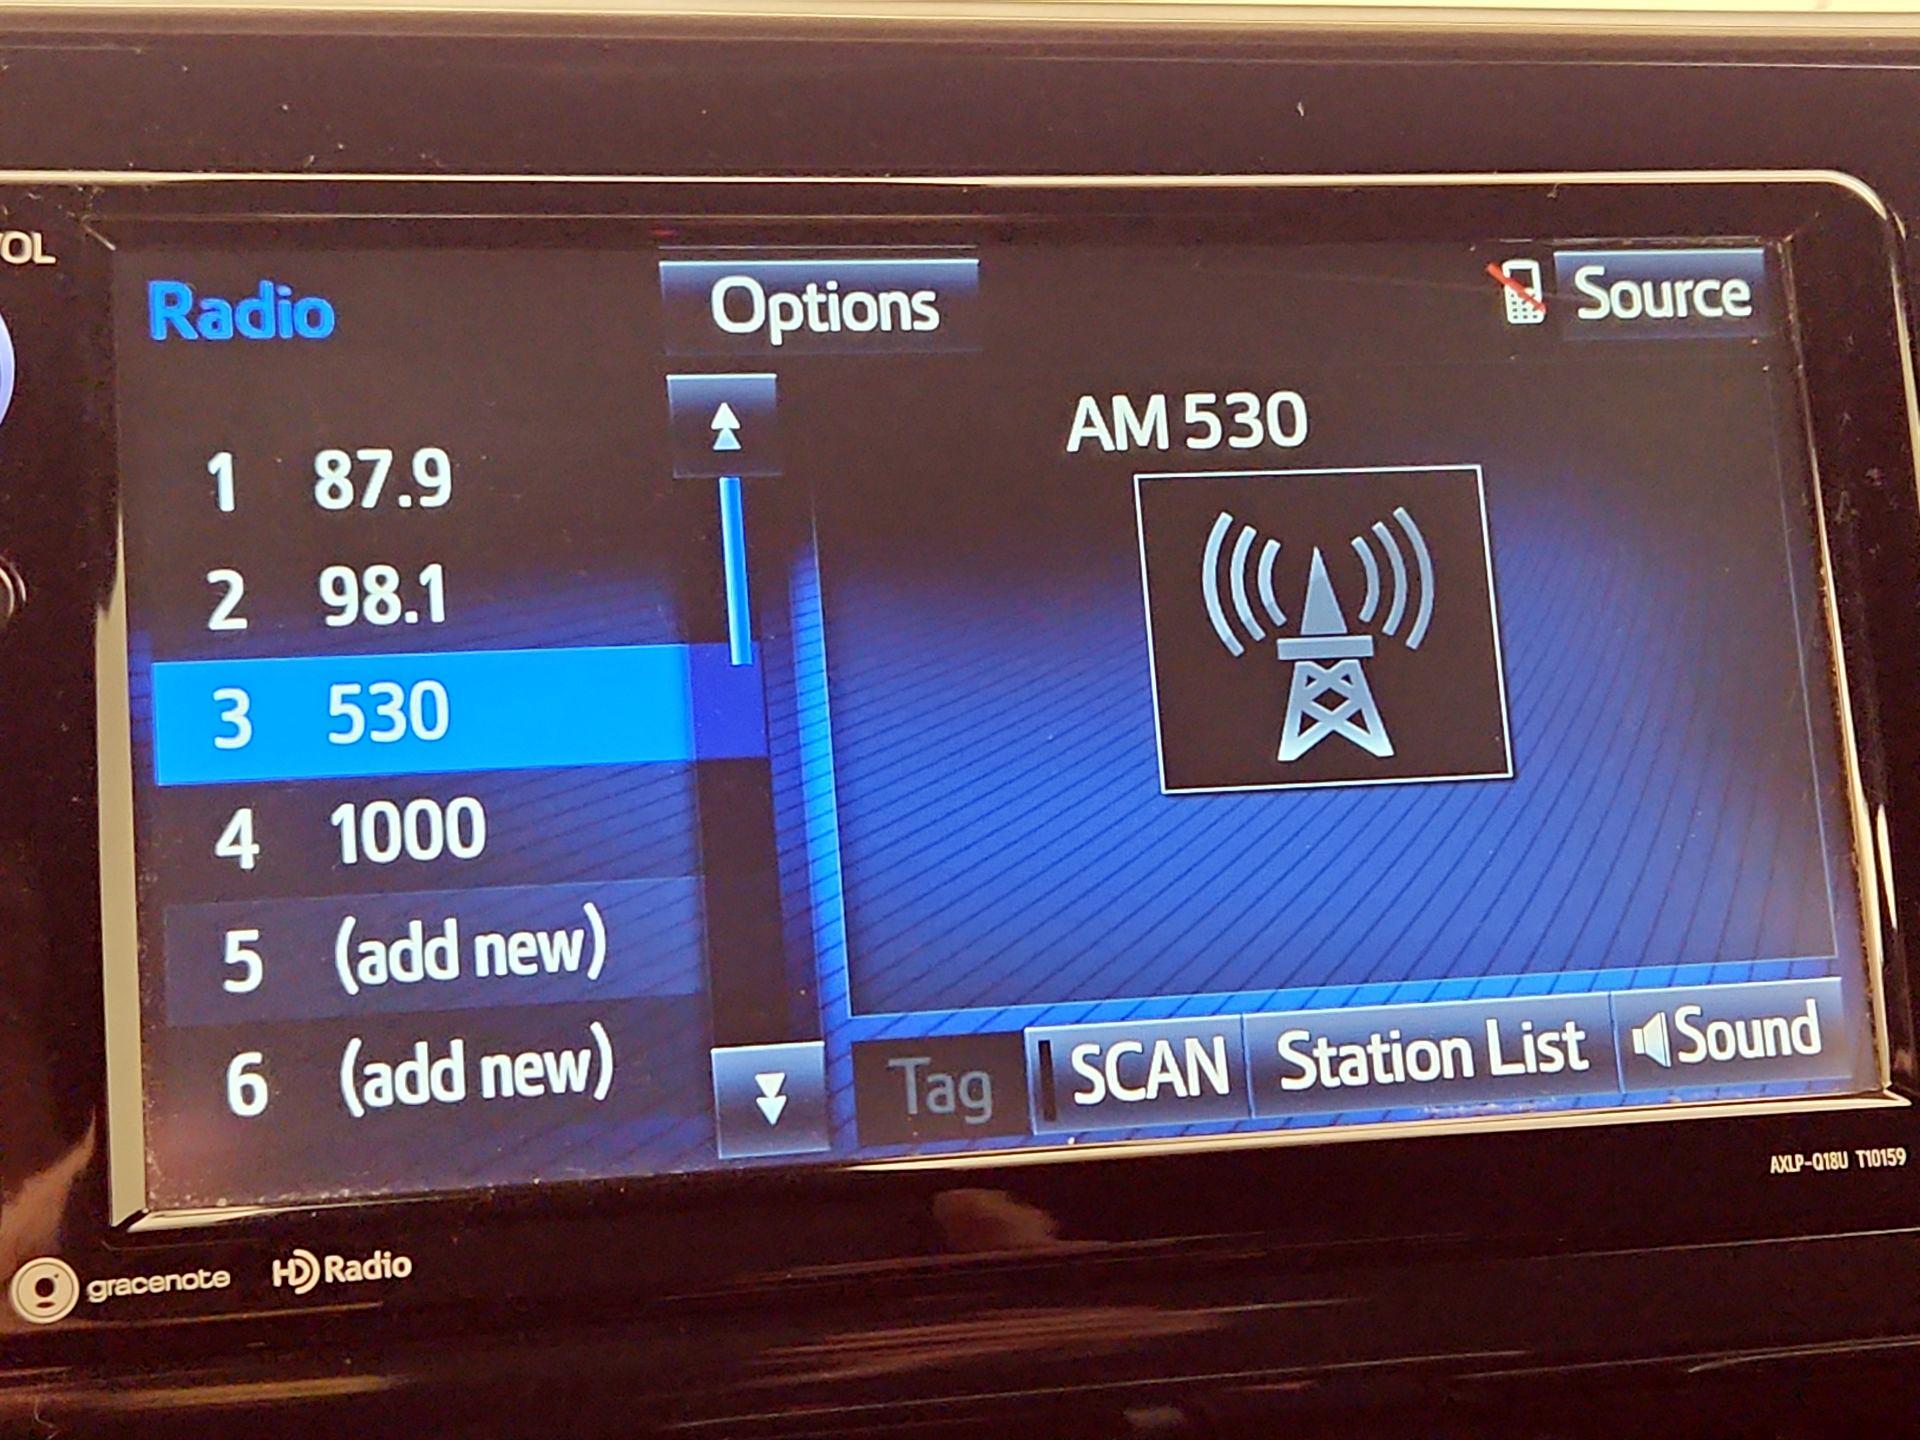 VOL
Radio
Options
Source
AM 530
1 87.9
2 98.1
3 530
4 1000
5 (add new)
6 (add new)
Tag
SCAN
Station List
Sound
AXLP-Q18U T10159
gracenote
HD Radio